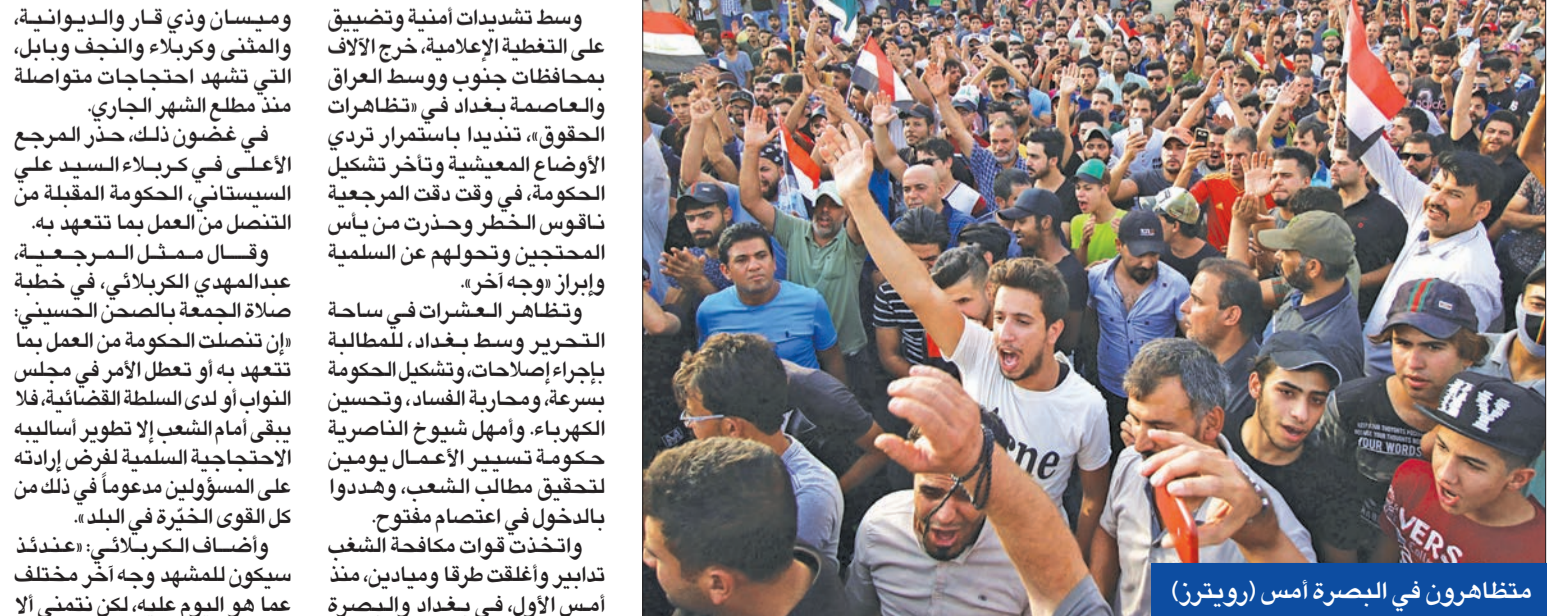 وسط تشديدات أمنية وتضييق
على التغطية الإعلامية، خرج الآلاف
بمحافظات جنوب ووسط العراق
والعاصمة بغداد في «تظاهرات
الحقوق»، تنديدا باستمرار تردي
الأوضاع المعيشية وتأخر تشكيل
الحكومة، في وقت دقت المرجعية
ناقوس الخطر وحذرت من يأس
المحتجين وتحولهم عن السلمية
وإبراز «وجه آخر».
وتظاهر العشرات في ساحة
التحرير وسط بغداد، للمطالبة
بإجراء إصلاحات، وتشكيل الحكومة
بسرعة، ومحاربة الفساد، وتحسين
الكهرباء. وأمهل شيوخ الناصرية
حكومة تسيير الأعمال يومين
لتحقيق مطالب الشعب، وهددوا
بالدخول في اعتصام مفتوح.
واتخذت قوات مكافحة الشغب
تدابير وأغلقت طرقا وميادين، منذ
أمس الأول، في بغداد والبصرة
وميسان وذي قار والديوانية،
والمثنى وكربلاء والنجف وبابل،
التي تشهد احتجاجات متواصلة
منذ مطلع الشهر الجاري.
في غضون ذلك، حذر المرجع
الأعلى في كربلاء السيد علي
السيستاني، الحكومة المقبلة من
التنصل من العمل بما تتعهد به.
وقال ممثل المرجعية،
عبدالمهدي الكربلائي، في خطبة
صلاة الجمعة بالصحن الحسيني:
«إن تنصلت الحكومة من العمل بما
تتعهد به أو تعطل الأمر في مجلس
النواب أو لدى السلطة القضائية، فلا
يبقى أمام الشعب إلا تطوير أساليبه
الاحتجاجية السلمية لفرض إرادته
على المسؤولين مدعوماً في ذلك من
كل القوى الخيّرة في البلد».
وأضاف الكربلائي: «عندئذ
سيكون للمشهد وجه آخر مختلف
عما هو اليوم عليه، لكن نتمنى ألا
NY
YOUR WORDS
VERS
متظاهرون في البصرة أمس (رويترز)